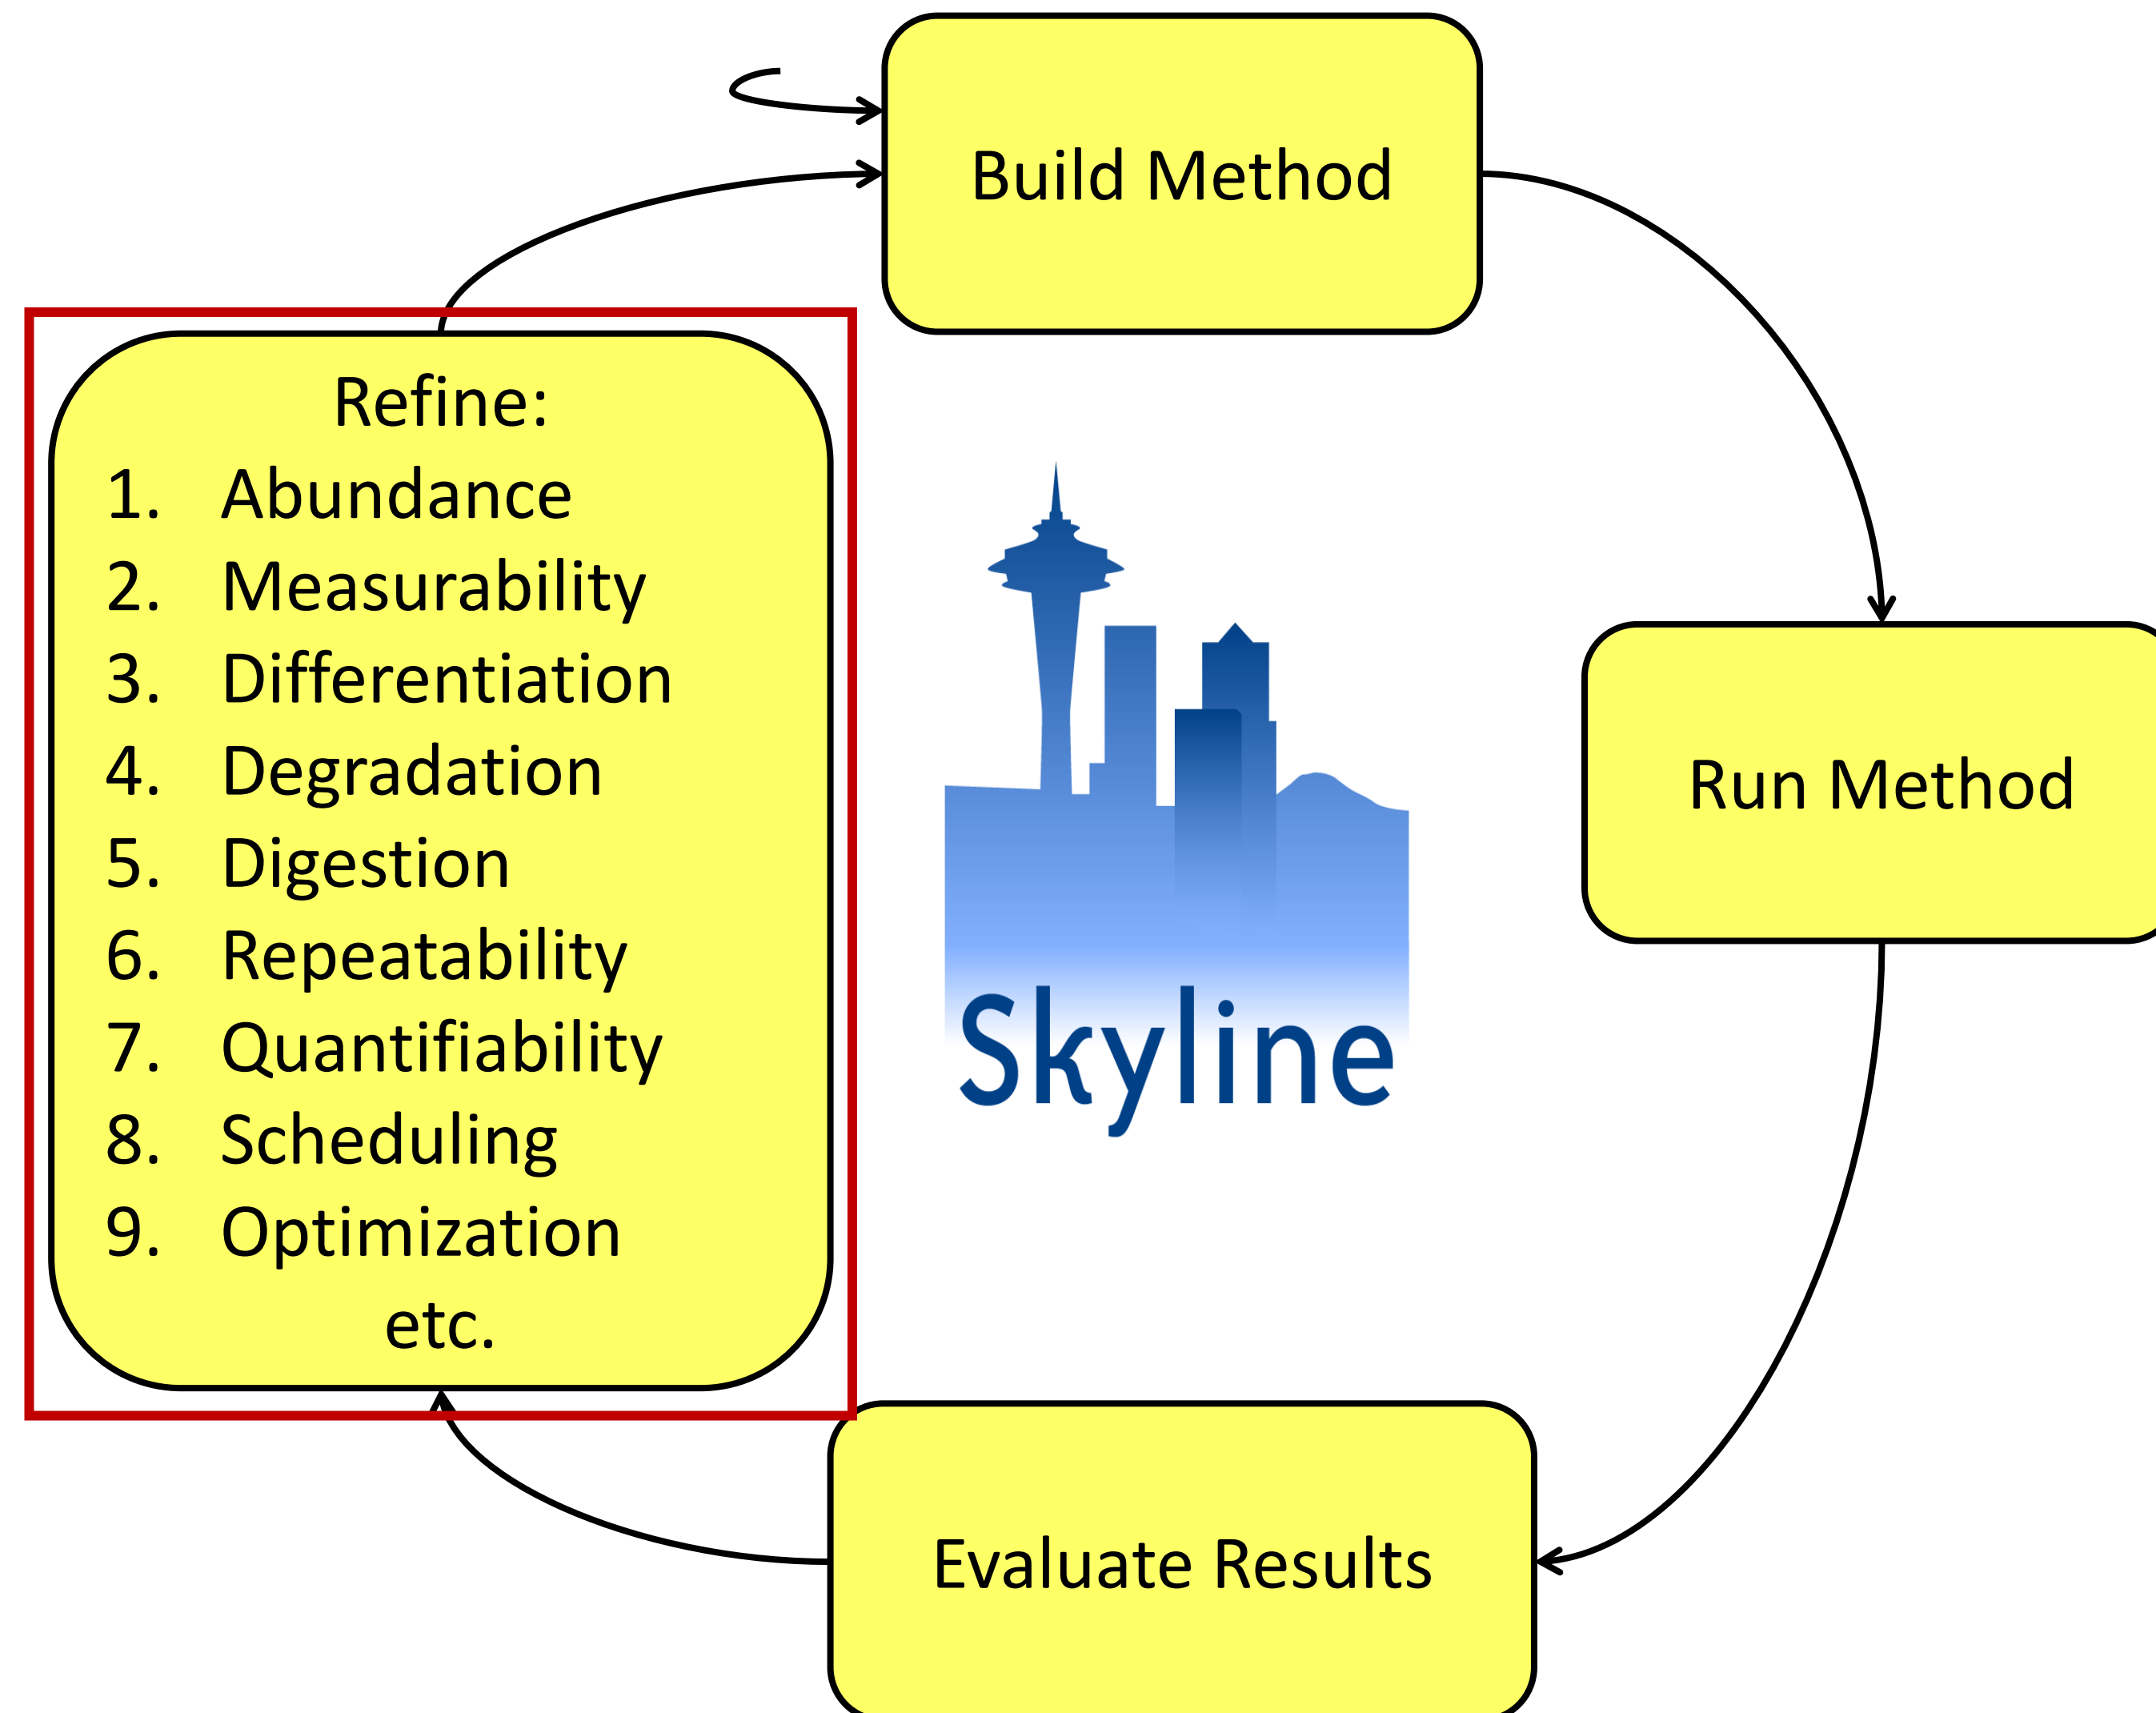 Build Method
Refine:
1. Abundance
2. Measurability
3. Differentiation
4. Degradation
5. Digestion
6. Repeatability
7. Quantifiability
8. Scheduling
9. Optimization
etc.
Skyline
Run Method
Evaluate Results